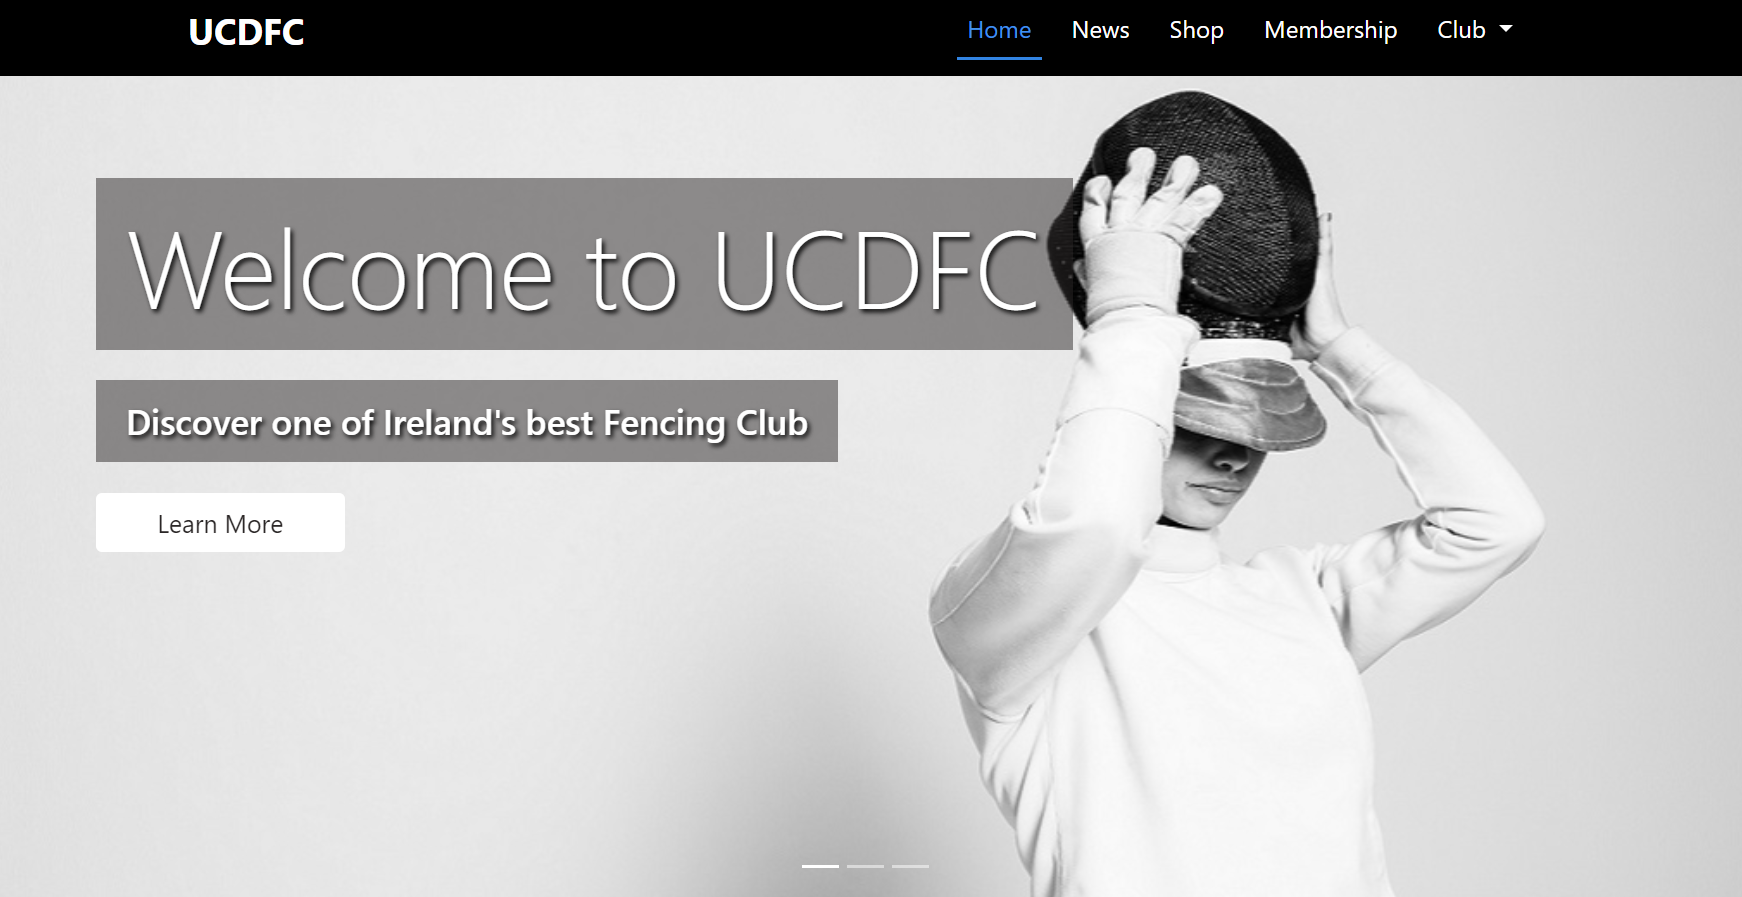 UCDFC
Home News Shop Membership Club
Welcome to UCDFC
Discover one of Ireland's best Fencing Club
Learn More